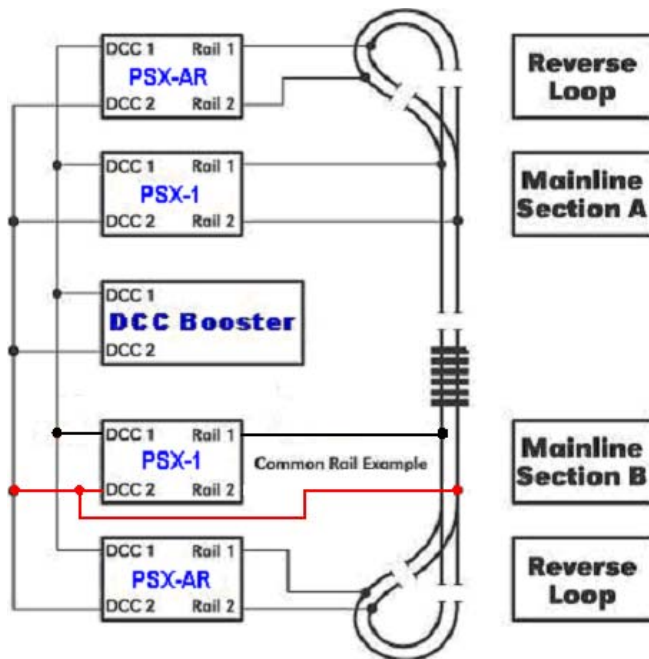 DCC 1 Rail 1
PSX-AR
DCC 2 Rail 2
Reverse
Loop
DCC 1 Rail 1
PSX-1
DCC 2 Rail 2
Mainline
Section A
DCC 1
DCC Booster
DCC 2
DCC 1 Rail 1
PSX-1
DCC 2 Rail 2
Common Rail Example
Mainline
Section B
DCC 1 Rail 1
PSX-AR
DCC 2 Rail 2
Reverse
Loop